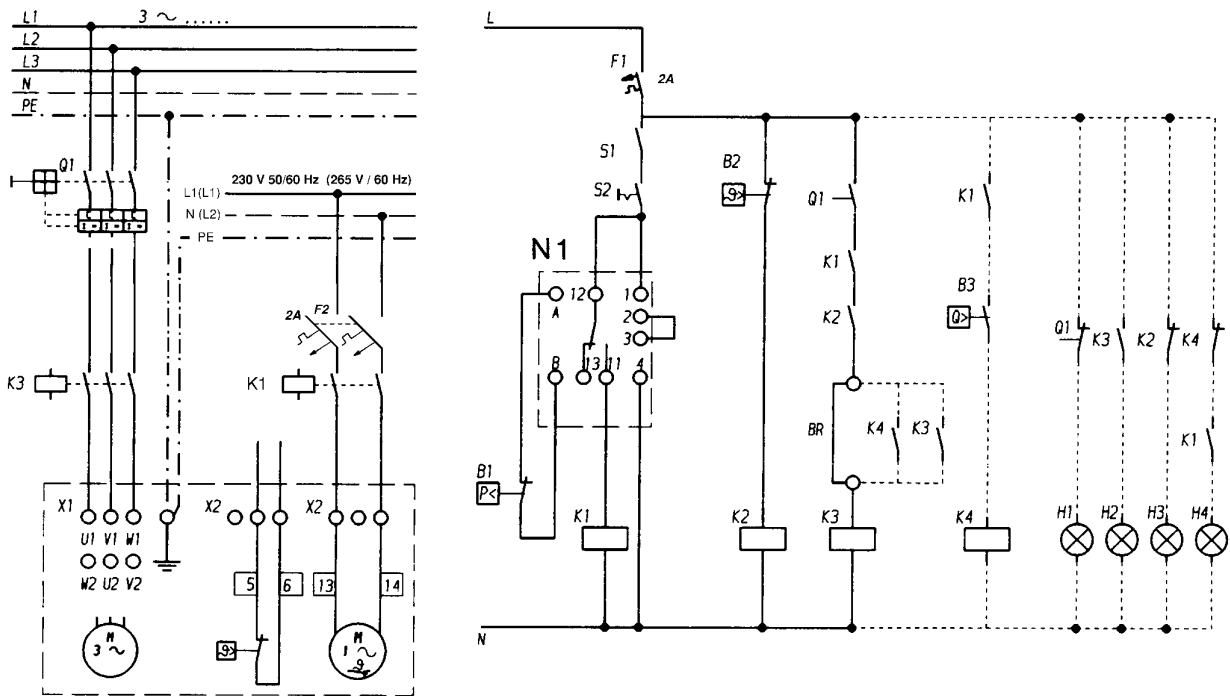 L1 3 ~ ......
L2
L3
N
PE
Q1
I> I> I>
230 V 50/60 Hz (265 V / 60 Hz)
L1(L1)
N (L2)
PE
2A F2
K3
K1
X1
X2
X2
U1 V1 W1
W2 U2 V2
5 6 13 14
M
3 ~
ϑ>
M
1 ~
ϑ
L
F1
2A
S1
S2
N1
A 12 1
2
3
B 13 11 4
B1
P<
K1
B2
ϑ>
K2
Q1
K1
K2
BR
K4 K3
K3
K1
B3
Q>
K4
Q1 K3 K2 K4
K1
H1 H2 H3 H4
N